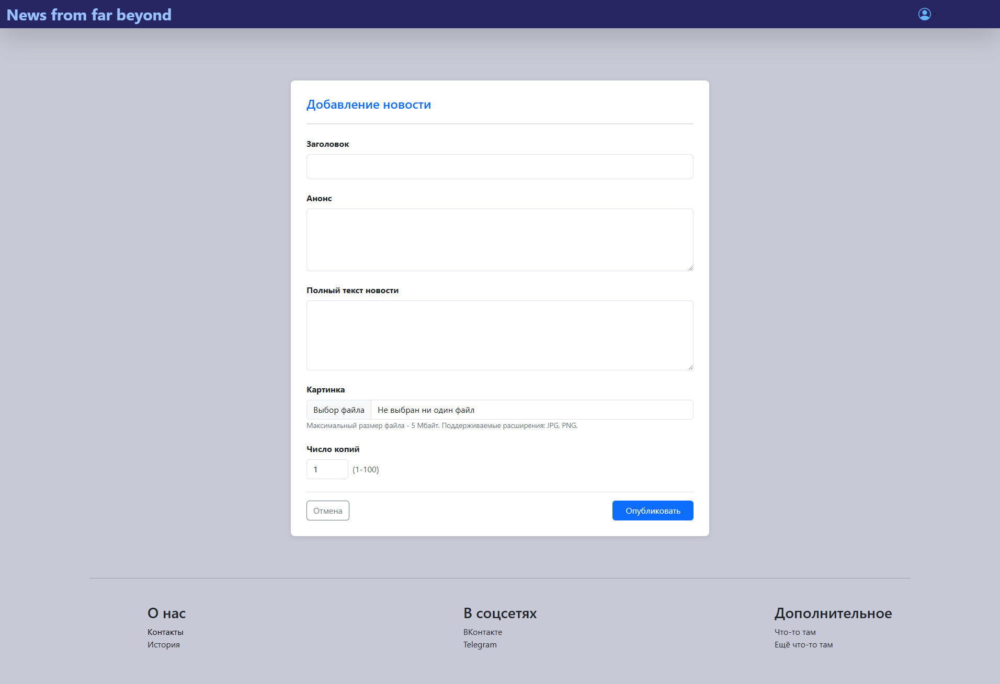 News from far beyond
Добавление новости
Заголовок
Анонс
Полный текст новости
Картинка
Выбор файла Не выбран ни один файл
Максимальный размер файла - 5 Мбайт. Поддерживаемые расширения: JPG, PNG.
Число копий
1 (1-100)
Отмена Опубликовать
О нас
Контакты
История
В соцсетях
ВКонтакте
Telegram
Дополнительное
Что-то там
Ещё что-то там